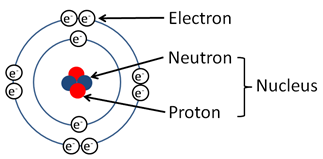 e⁻ e⁻ Electron
e⁻
Neutron
e⁻ e⁻
Nucleus
e⁻ e⁻
Proton
e⁻
e⁻ e⁻